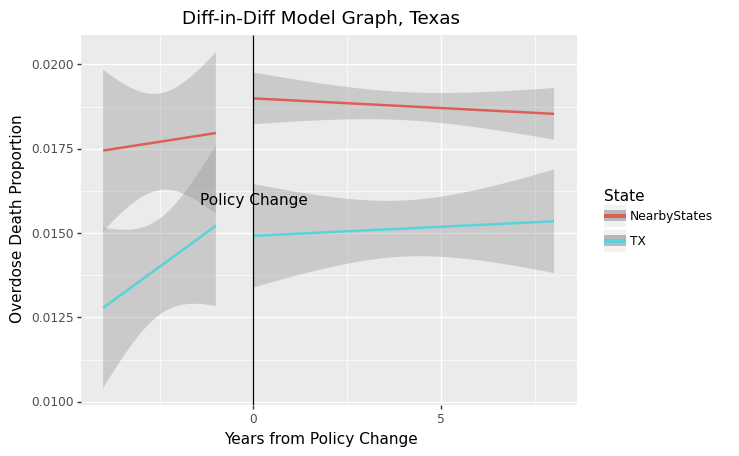 Diff-in-Diff Model Graph, Texas
Overdose Death Proportion
0.0200
0.0175
0.0150
0.0125
0.0100
Policy Change
0
5
Years from Policy Change
State
NearbyStates
TX